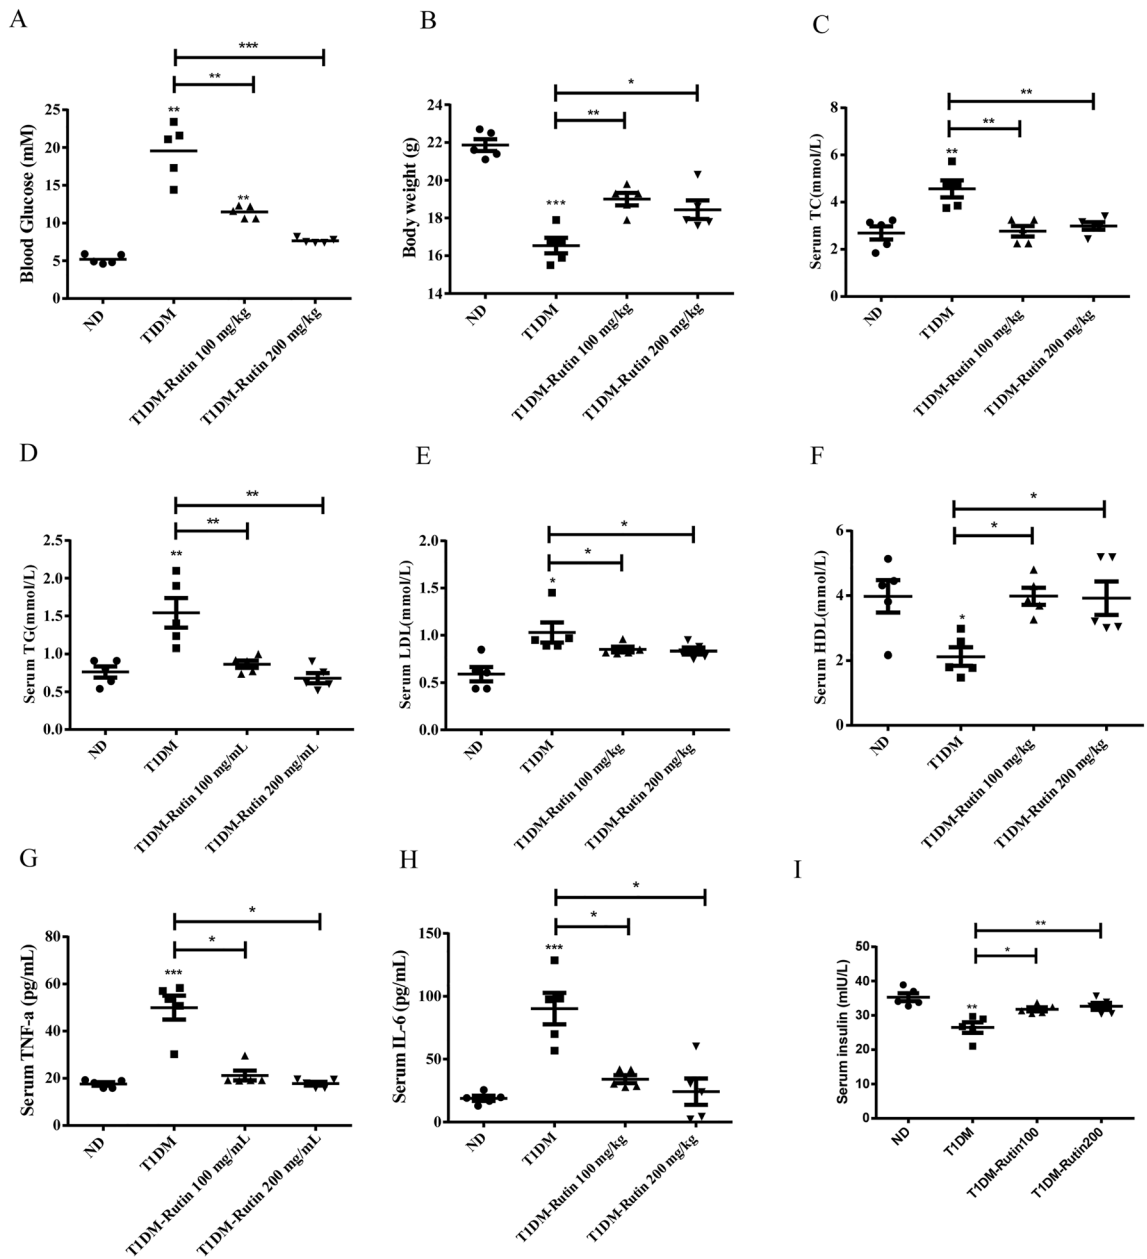 A
***
**
**
**
Blood Glucose (mM)
25
20
15
10
5
0
ND
T1DM
T1DM-Rutin 100 mg/kg
T1DM-Rutin 200 mg/kg
B
*
**
***
Body weight (g)
24
22
20
18
16
14
ND
T1DM
T1DM-Rutin 100 mg/kg
T1DM-Rutin 200 mg/kg
C
**
**
**
Serum TC(mmol/L)
8
6
4
2
0
ND
T1DM
T1DM-Rutin 100 mg/kg
T1DM-Rutin 200 mg/kg
D
**
**
**
Serum TG(mmol/L)
2.5
2.0
1.5
1.0
0.5
0.0
ND
T1DM
T1DM-Rutin 100 mg/mL
T1DM-Rutin 200 mg/mL
E
*
*
*
Serum LDL(mmol/L)
2.0
1.5
1.0
0.5
0.0
ND
T1DM
T1DM-Rutin 100 mg/kg
T1DM-Rutin 200 mg/kg
F
*
*
*
Serum HDL(mmol/L)
6
4
2
0
ND
T1DM
T1DM-Rutin 100 mg/kg
T1DM-Rutin 200 mg/kg
G
*
*
***
Serum TNF-a (pg/mL)
80
60
40
20
0
ND
T1DM
T1DM-Rutin 100 mg/mL
T1DM-Rutin 200 mg/mL
H
*
*
***
Serum IL-6 (pg/mL)
150
100
50
0
ND
T1DM
T1DM-Rutin 100 mg/kg
T1DM-Rutin 200 mg/kg
I
**
*
**
Serum insulin (mIU/L)
50
40
30
20
10
0
ND
T1DM
T1DM-Rutin100
T1DM-Rutin200